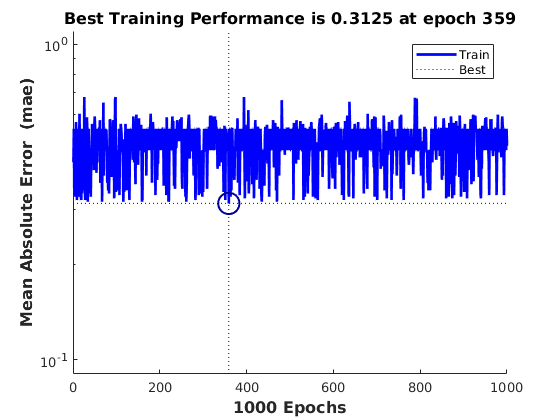 Best Training Performance is 0.3125 at epoch 359
10^0
Train
Best
Mean Absolute Error  (mae)
10^-1
0 200 400 600 800 1000
1000 Epochs